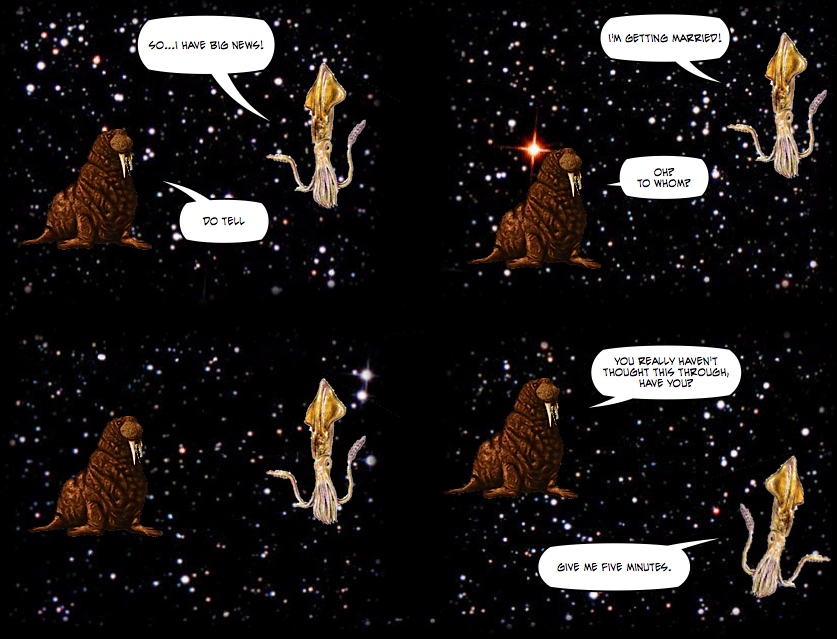 SO...I HAVE BIG NEWS!
DO TELL
I'M GETTING MARRIED!
OH?
TO WHOM?
YOU REALLY HAVEN'T
THOUGHT THIS THROUGH,
HAVE YOU?
GIVE ME FIVE MINUTES.